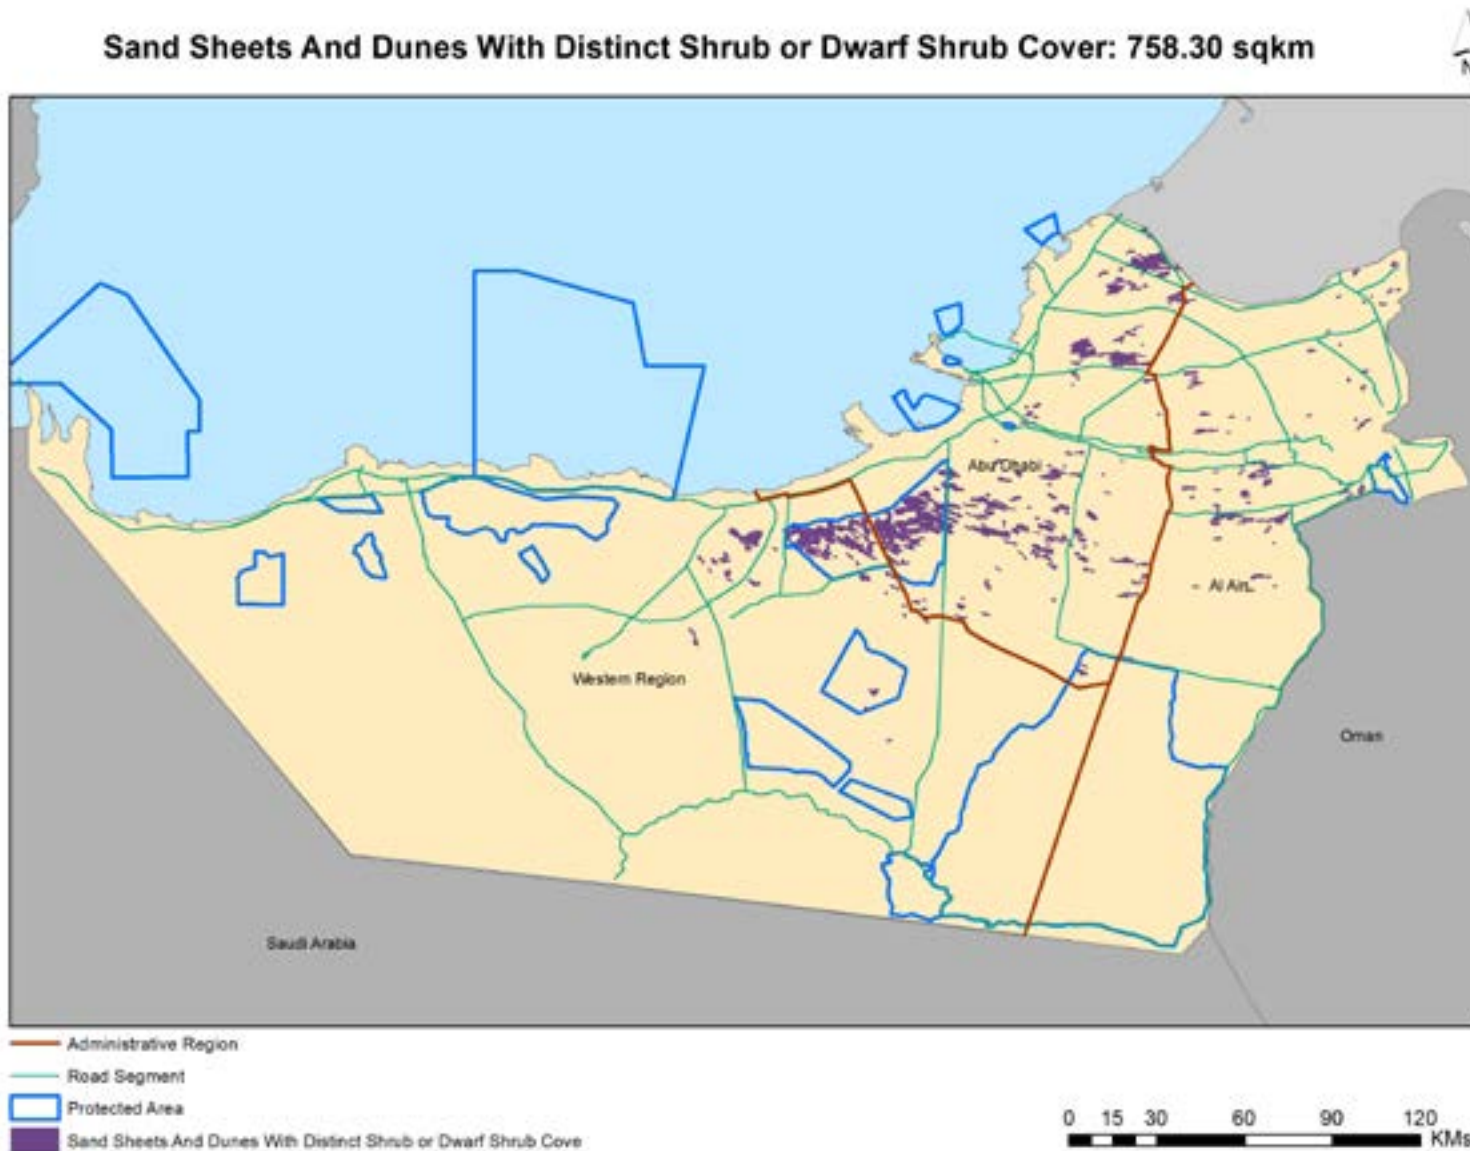 Sand Sheets And Dunes With Distinct Shrub or Dwarf Shrub Cover: 758.30 sqkm
N
Abu Dhabi
Al Ain
Western Region
Oman
Saudi Arabia
Administrative Region
Road Segment
Protected Area
Sand Sheets And Dunes With Distinct Shrub or Dwarf Shrub Cove
0 15 30 60 90 120
KMs